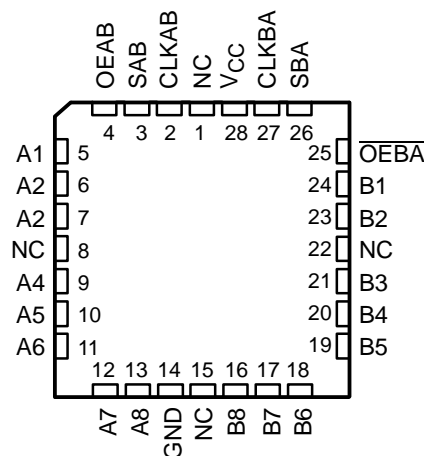 OEAB
SAB
CLKAB
NC
VCC
CLKBA
SBA
4 3 2 1 28 27 26
A1 5 25 OEBA
A2 6 24 B1
A2 7 23 B2
NC 8 22 NC
A4 9 21 B3
A5 10 20 B4
A6 11 19 B5
12 13 14 15 16 17 18
A7
A8
GND
NC
B8
B7
B6